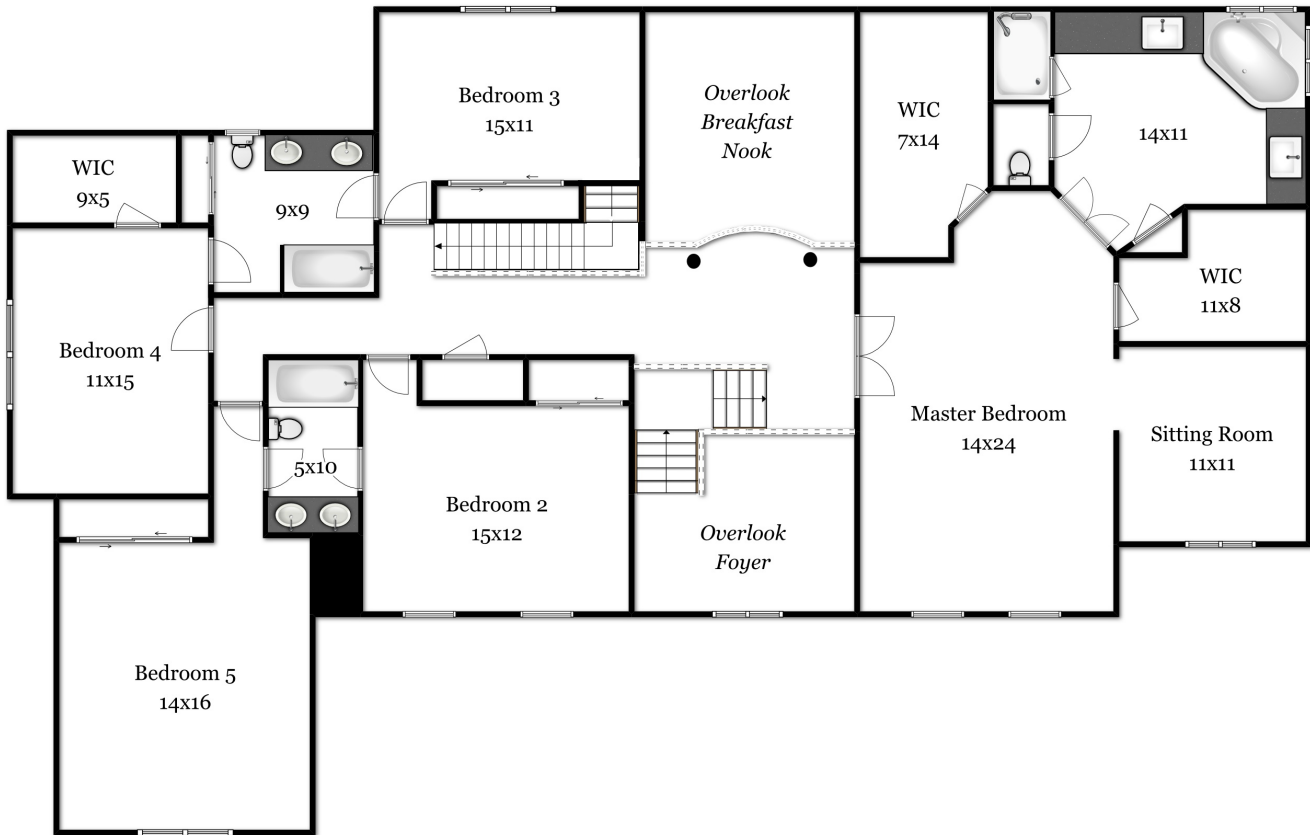 Bedroom 3
15x11
Overlook
Breakfast
Nook
WIC
7x14
14x11
WIC
9x5
9x9
WIC
11x8
Bedroom 4
11x15
Master Bedroom
14x24
Sitting Room
11x11
5x10
Bedroom 2
15x12
Overlook
Foyer
Bedroom 5
14x16